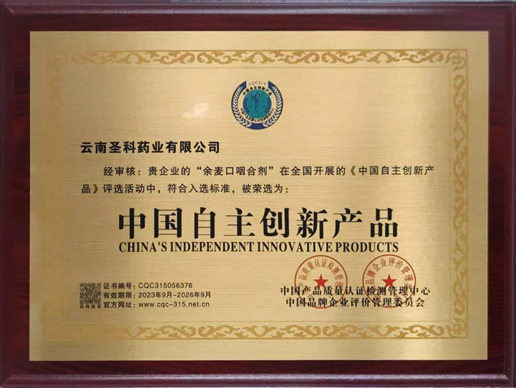 云南圣科药业有限公司
经审核：贵企业的“余麦口咽合剂”在全国开展的《中国自主创新产
品》评选活动中，符合入选标准，被荣选为：
中国自主创新产品
CHINA'S INDEPENDENT INNOVATIVE PRODUCTS
证书编号：CQC315056376
有效期限：2023年9月-2026年9月
官方网址：www.cqc-315.net.cn
中国产品质量认证检测管理中心
中国品牌企业评价管理委员会